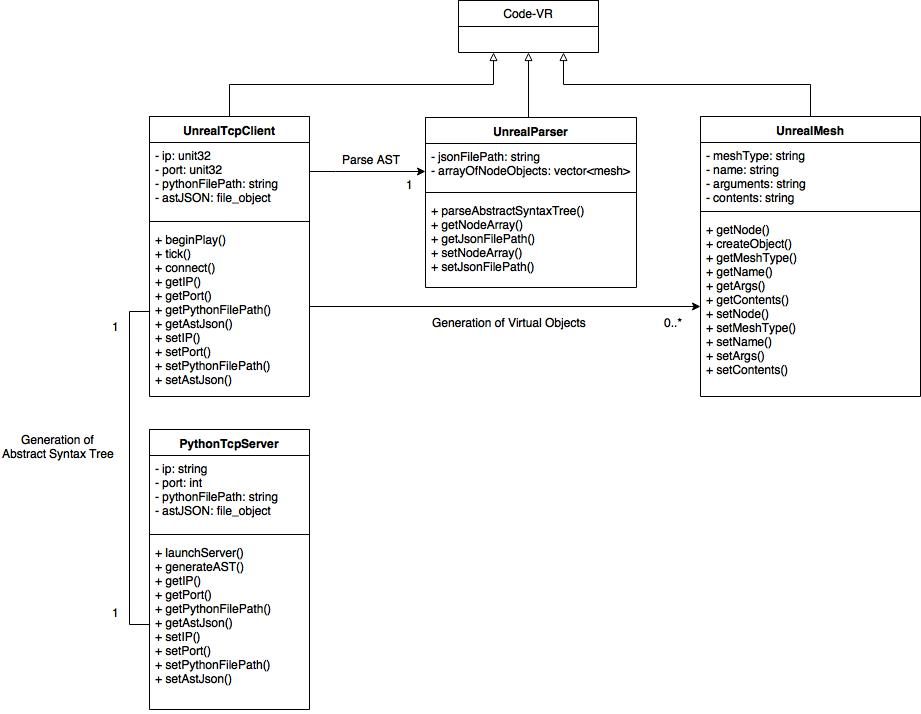 Code-VR
UnrealTcpClient
- ip: unit32
- port: unit32
- pythonFilePath: string
- astJSON: file_object
+ beginPlay()
+ tick()
+ connect()
+ getIP()
+ getPort()
+ getPythonFilePath()
+ getAstJson()
+ setIP()
+ setPort()
+ setPythonFilePath()
+ setAstJson()
Parse AST
1
UnrealParser
- jsonFilePath: string
- arrayOfNodeObjects: vector<mesh>
+ parseAbstractSyntaxTree()
+ getNodeArray()
+ getJsonFilePath()
+ setNodeArray()
+ setJsonFilePath()
UnrealMesh
- meshType: string
- name: string
- arguments: string
- contents: string
+ getNode()
+ createObject()
+ getMeshType()
+ getName()
+ getArgs()
+ getContents()
+ setNode()
+ setMeshType()
+ setName()
+ setArgs()
+ setContents()
Generation of Virtual Objects
0..*
1
Generation of
Abstract Syntax Tree
1
PythonTcpServer
- ip: string
- port: int
- pythonFilePath: string
- astJSON: file_object
+ launchServer()
+ generateAST()
+ getIP()
+ getPort()
+ getPythonFilePath()
+ getAstJson()
+ setIP()
+ setPort()
+ setPythonFilePath()
+ setAstJson()